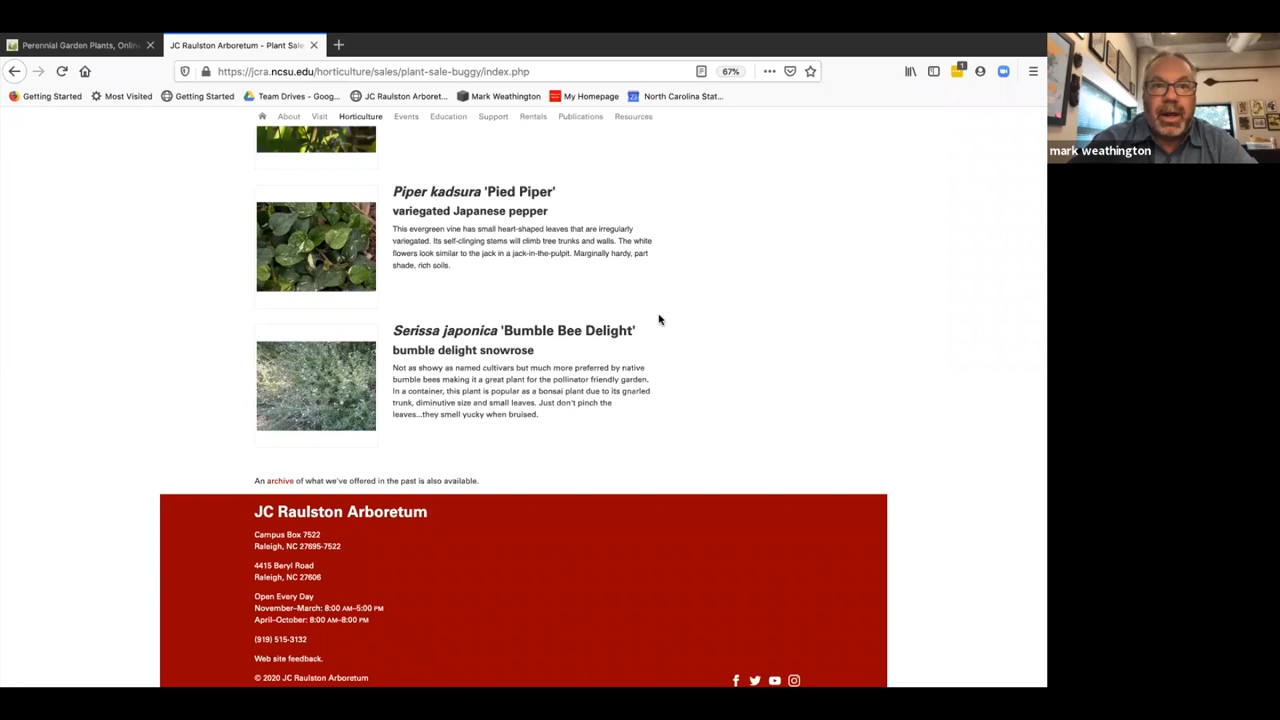 Perennial Garden Plants, Onlin
JC Raulston Arboretum - Plant Sale
https://jcra.ncsu.edu/horticulture/sales/plant-sale-buggy/index.php
67%
1
Getting Started
Most Visited
Getting Started
Team Drives - Goog...
JC Raulston Arboret...
Mark Weathington
My Homepage
23
North Carolina Stat...
About
Visit
Horticulture
Events
Education
Support
Rentals
Publications
Resources
mark weathington
Piper kadsura 'Pied Piper'
variegated Japanese pepper
This evergreen vine has small heart-shaped leaves that are irregularly
variegated. Its self-clinging stems will climb tree trunks and walls. The white
flowers look similar to the jack in a jack-in-the-pulpit. Marginally hardy, part
shade, rich soils.
Serissa japonica 'Bumble Bee Delight'
bumble delight snowrose
Not as showy as named cultivars but much more preferred by native
bumble bees making it a great plant for the pollinator friendly garden.
In a container, this plant is popular as a bonsai plant due to its gnarled
trunk, diminutive size and small leaves. Just don't pinch the
leaves...they smell yucky when bruised.
An archive of what we've offered in the past is also available.
JC Raulston Arboretum
Campus Box 7522
Raleigh, NC 27695-7522
4415 Beryl Road
Raleigh, NC 27606
Open Every Day
November–March: 8:00 AM–5:00 PM
April–October: 8:00 AM–8:00 PM
(919) 515-3132
Web site feedback.
© 2020 JC Raulston Arboretum